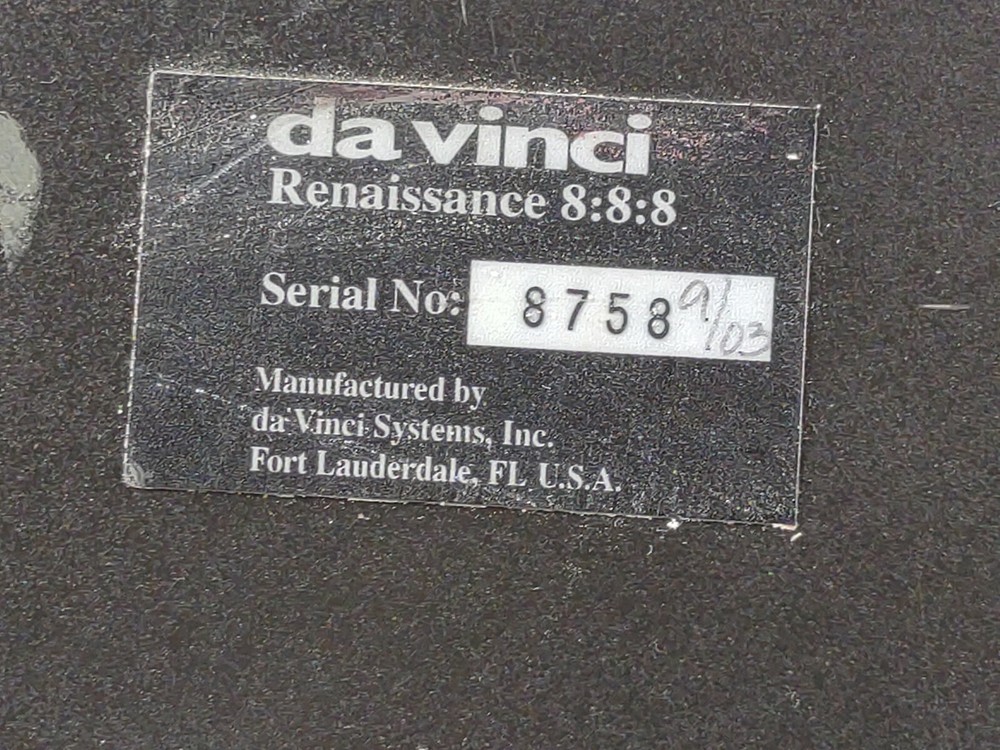 da vinci
Renaissance 8:8:8
Serial No: 8758 9/03
Manufactured by
da Vinci Systems, Inc.
Fort Lauderdale, FL U.S.A.